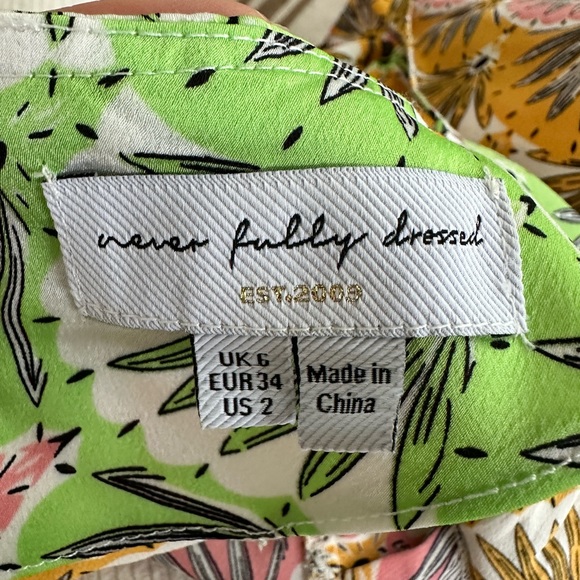 never fully dressed
EST.2009
UK 6
EUR 34
US 2
Made in
China